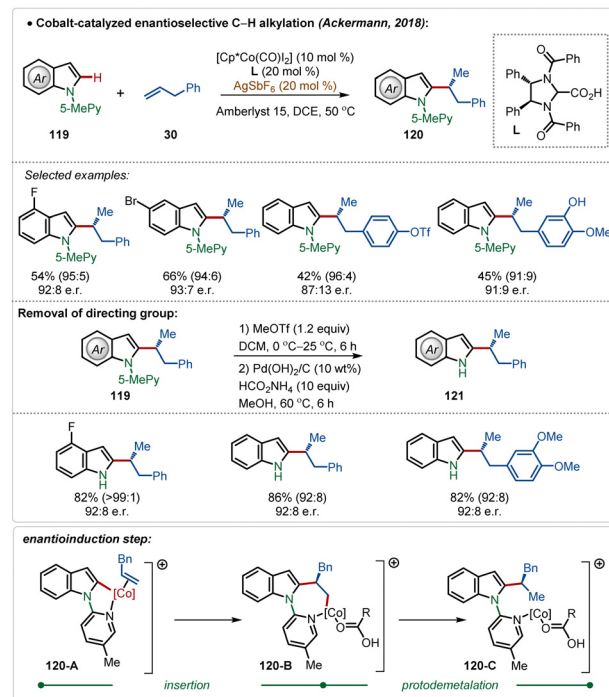 • Cobalt-catalyzed enantioselective C–H alkylation (Ackermann, 2018):
Ar
H
N
5-MePy
119
+
Ph
30
[Cp*Co(CO)I2] (10 mol %)
L (20 mol %)
AgSbF6 (20 mol %)
Amberlyst 15, DCE, 50 °C
Ar
Me
N
Ph
5-MePy
120
O
Ph
Ph
N
CO2H
Ph
N
O
Ph
L
Selected examples:
F
Me
N
Ph
5-MePy
54% (95:5)
92:8 e.r.
Br
Me
N
Ph
5-MePy
66% (94:6)
93:7 e.r.
Me
N
5-MePy
OTf
42% (96:4)
87:13 e.r.
Me
OH
N
OMe
5-MePy
45% (91:9)
91:9 e.r.
Removal of directing group:
Ar
Me
N
Ph
5-MePy
119
1) MeOTf (1.2 equiv)
DCM, 0 °C–25 °C, 6 h
2) Pd(OH)2/C (10 wt%)
HCO2NH4 (10 equiv)
MeOH, 60 °C, 6 h
Ar
Me
N
H
Ph
121
F
Me
N
H
Ph
82% (>99:1)
92:8 e.r.
Me
N
H
Ph
86% (92:8)
92:8 e.r.
Me
OMe
N
H
OMe
82% (92:8)
92:8 e.r.
enantioinduction step:
Bn
[Co]
N
N
Me
⊕
120-A
Bn
N
N
[Co]
R
O
OH
Me
⊕
120-B
Bn
Me
N
N
[Co]
R
O
OH
Me
⊕
120-C
insertion
protodemetalation